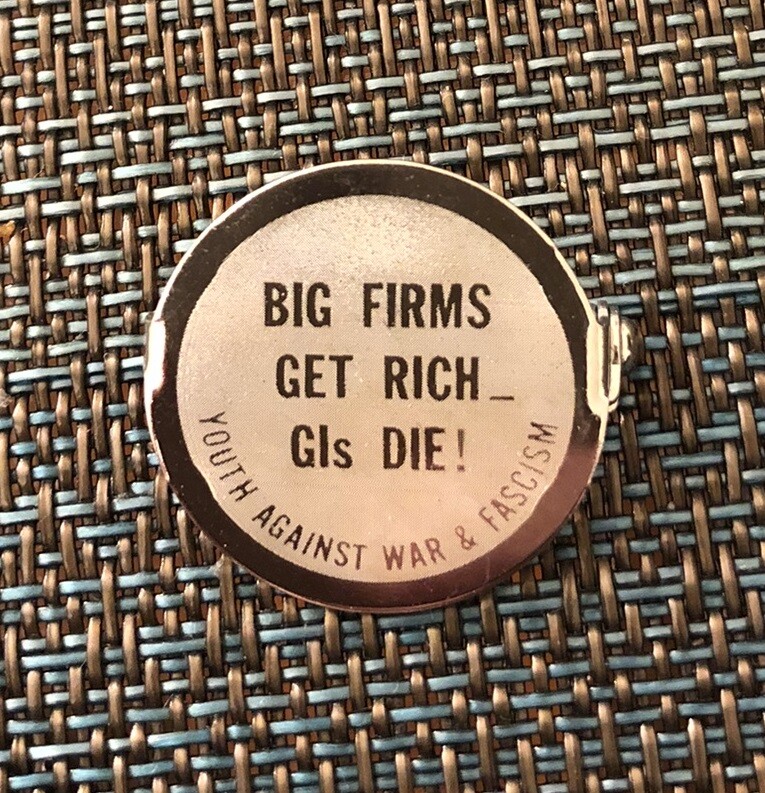 BIG FIRMS
GET RICH_
GIs DIE!
YOUTH AGAINST WAR & FASCISM